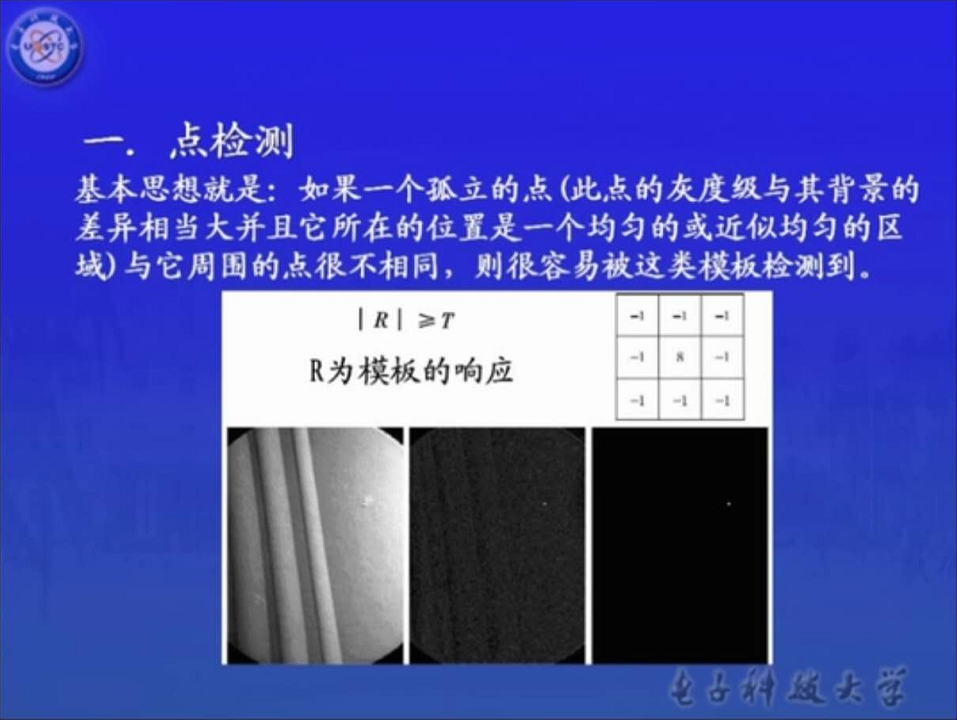 一. 点检测
基本思想就是：如果一个孤立的点(此点的灰度级与其背景的
差异相当大并且它所在的位置是一个均匀的或近似均匀的区
域)与它周围的点很不相同，则很容易被这类模板检测到。
|R| ≥T
R为模板的响应
-1 -1 -1
-1 8 -1
-1 -1 -1
电子科技大学